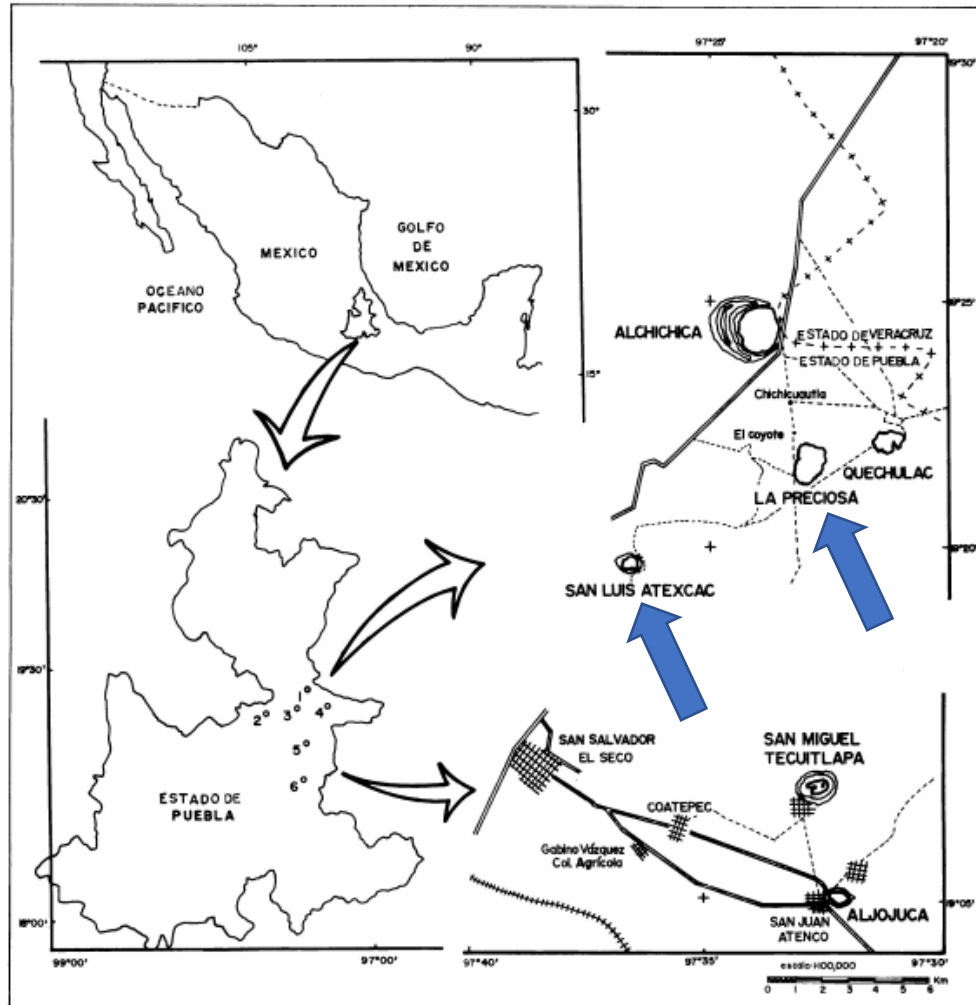 105°
90°
30°
15°
GOLFO
DE
MEXICO
MEXICO
OCEANO
PACIFICO
97°25'
97°20'
19°30'
19°25'
19°20'
ALCHICHICA
ESTADO DE VERACRUZ
ESTADO DE PUEBLA
Chichicuautla
El coyote
QUECHULAC
LA PRECIOSA
SAN LUIS ATEXCAC
20°30'
19°30'
18°00'
1
2
3
4
5
6
ESTADO DE
PUEBLA
99°00'
97°00'
SAN SALVADOR
EL SECO
SAN MIGUEL
TECUITLAPA
COATEPEC
Gabino Vázquez
Col. Agrícola
SAN JUAN
ATENCO
ALJOJUCA
19°05'
97°40'
97°35'
97°30'
escala 1:100,000
0 1 2 3 4 5 6 Km